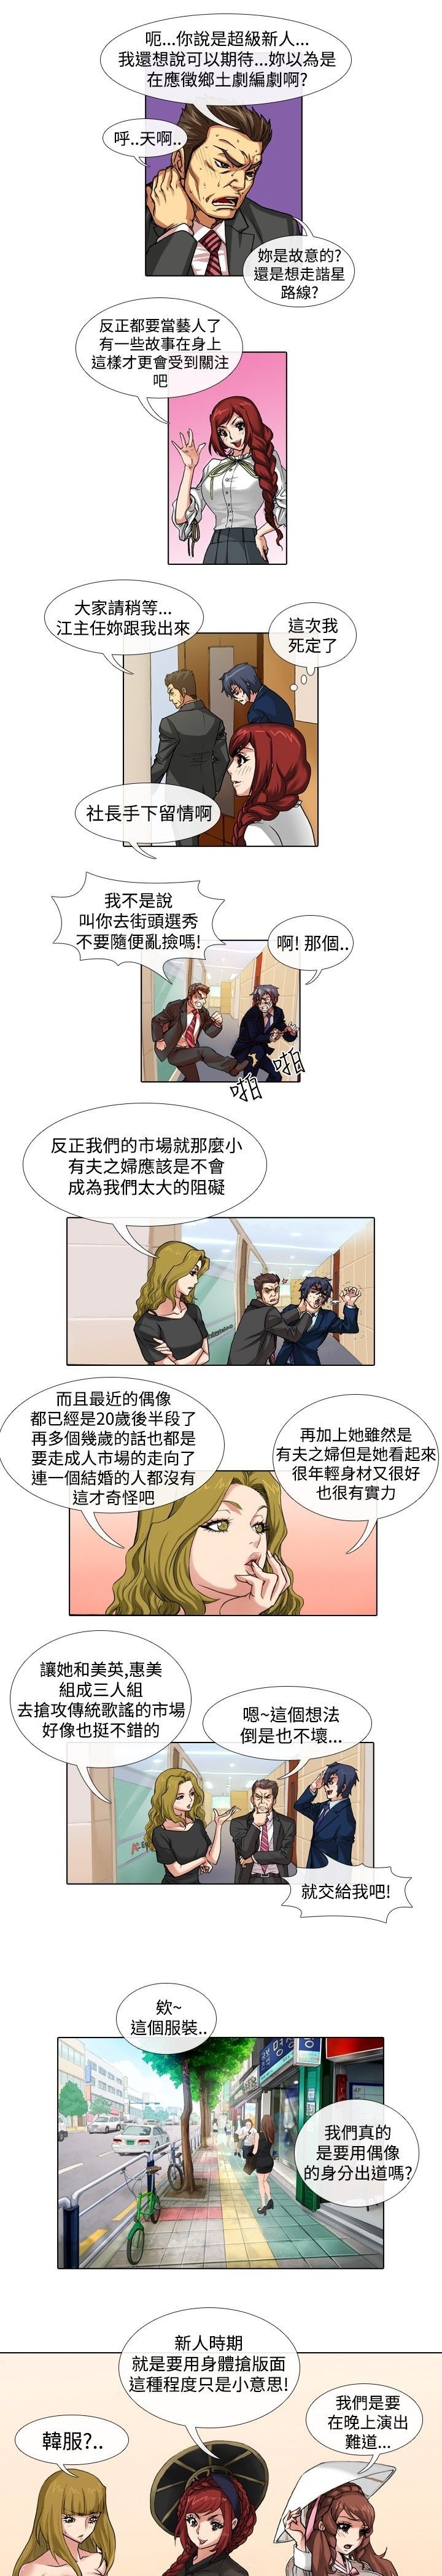 呃...你說是超級新人...
我還想說可以期待...妳以為是
在應徵鄉土劇編劇啊?
呼..天啊..
妳是故意的?
還是想走諧星
路線?
反正都要當藝人了
有一些故事在身上
這樣才更會受到關注
吧
大家請稍等...
江主任妳跟我出來
這次我
死定了
社長手下留情啊
我不是說
叫你去街頭選秀
不要隨便亂撿嗎!
啊! 那個..
啪
啪
反正我們的市場就那麼小
有夫之婦應該是不會
成為我們太大的阻礙
而且最近的偶像
都已經是20歲後半段了
再多個幾歲的話也都是
要走成人市場的走向了
連一個結婚的人都沒有
這才奇怪吧
再加上她雖然是
有夫之婦但是她看起來
很年輕身材又很好
也很有實力
讓她和美英,惠美
組成三人組
去搶攻傳統歌謠的市場
好像也挺不錯的
嗯~這個想法
倒是也不壞...
就交給我吧!
欸~
這個服裝..
我們真的
是要用偶像
的身分出道嗎?
新人時期
就是要用身體搶版面
這種程度只是小意思!
韓服?..
我們是要
在晚上演出
難道...